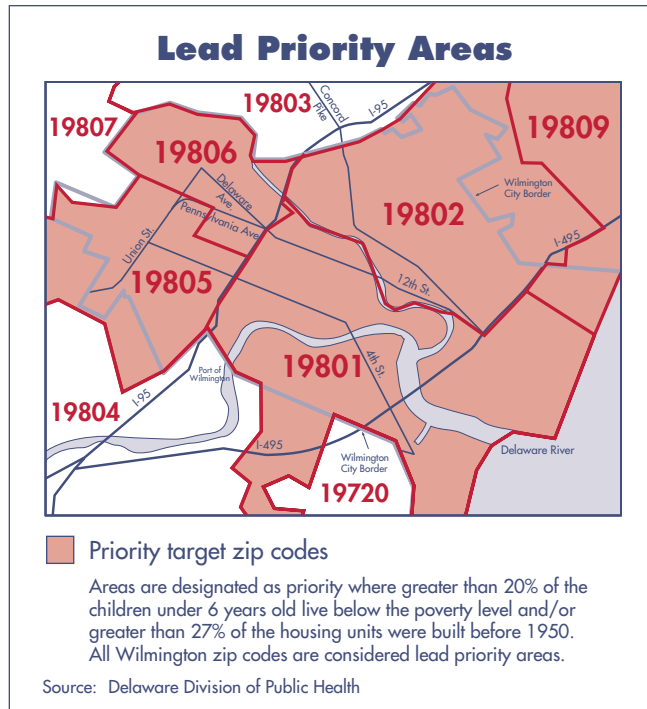 Lead Priority Areas
19803
Concord
Pike
I-95
19807
19809
19806
Delaware
Ave.
Wilmington
City Border
19802
Pennsylvania Ave.
Union St.
I-495
19805
12th St.
19801
4th St.
Port of
Wilmington
19804
I-95
I-495
Wilmington
City Border
Delaware River
19720
Priority target zip codes
Areas are designated as priority where greater than 20% of the
children under 6 years old live below the poverty level and/or
greater than 27% of the housing units were built before 1950.
All Wilmington zip codes are considered lead priority areas.
Source: Delaware Division of Public Health